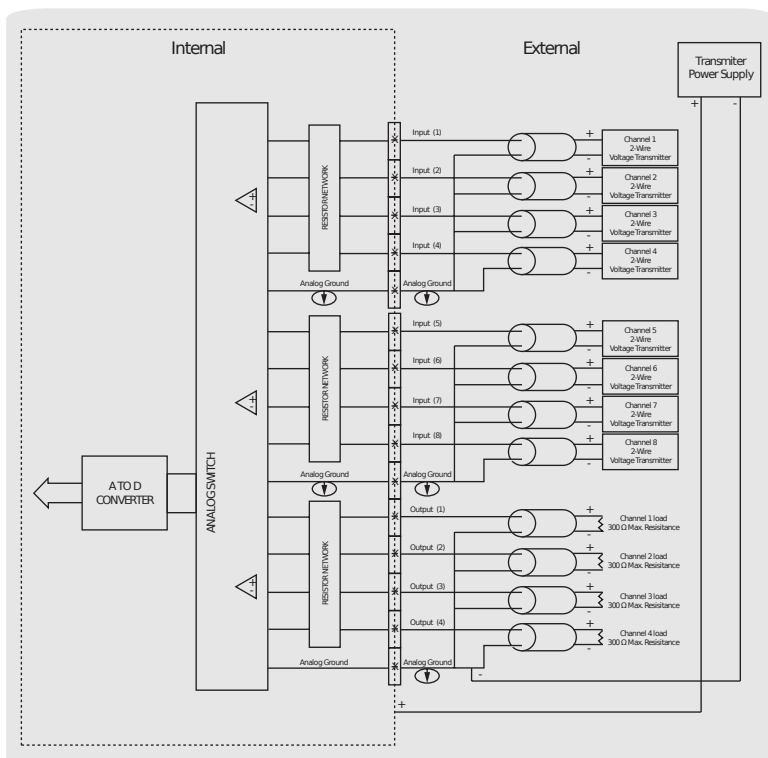 Internal
External
Transmiter
Power Supply
+ -
Input (1)
+
-
Channel 1
2-Wire
Voltage Transmitter
Input (2)
+
-
Channel 2
2-Wire
Voltage Transmitter
RESISTOR NETWORK
+
-
Input (3)
+
-
Channel 3
2-Wire
Voltage Transmitter
Input (4)
+
-
Channel 4
2-Wire
Voltage Transmitter
Analog Ground
Analog Ground
Input (5)
+
-
Channel 5
2-Wire
Voltage Transmitter
Input (6)
+
-
Channel 6
2-Wire
Voltage Transmitter
RESISTOR NETWORK
+
-
Input (7)
+
-
Channel 7
2-Wire
Voltage Transmitter
Input (8)
+
-
Channel 8
2-Wire
Voltage Transmitter
Analog Ground
Analog Ground
A TO D
CONVERTER
ANALOG SWITCH
Output (1)
+
-
Channel 1 load
300 Ω Max. Resisitance
Output (2)
+
-
Channel 2 load
300 Ω Max. Resisitance
RESISTOR NETWORK
+
-
Output (3)
+
-
Channel 3 load
300 Ω Max. Resisitance
Output (4)
+
-
Channel 4 load
300 Ω Max. Resisitance
Analog Ground
Analog Ground
-
+